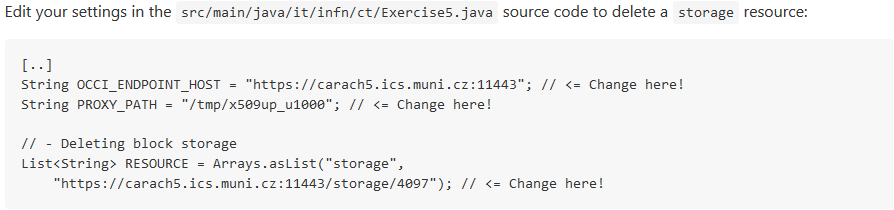 Edit your settings in the src/main/java/it/infn/ct/Exercise5.java source code to delete a storage resource:
[..]
String OCCI_ENDPOINT_HOST = "https://carach5.ics.muni.cz:11443"; // <= Change here!
String PROXY_PATH = "/tmp/x509up_u1000"; // <= Change here!
// - Deleting block storage
List<String> RESOURCE = Arrays.asList("storage",
"https://carach5.ics.muni.cz:11443/storage/4097"); // <= Change here!